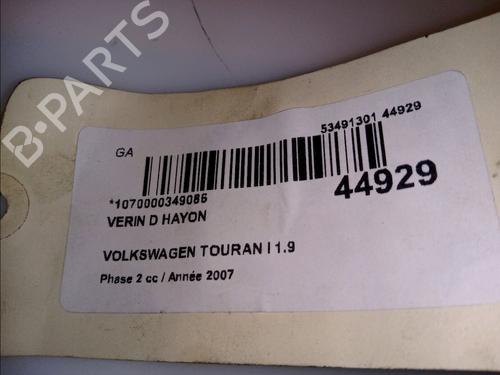 B-PARTS
53491301 44929
GA
*1070000349086
44929
VERIN D HAYON
VOLKSWAGEN TOURAN I 1.9
Phase 2 cc / Année 2007